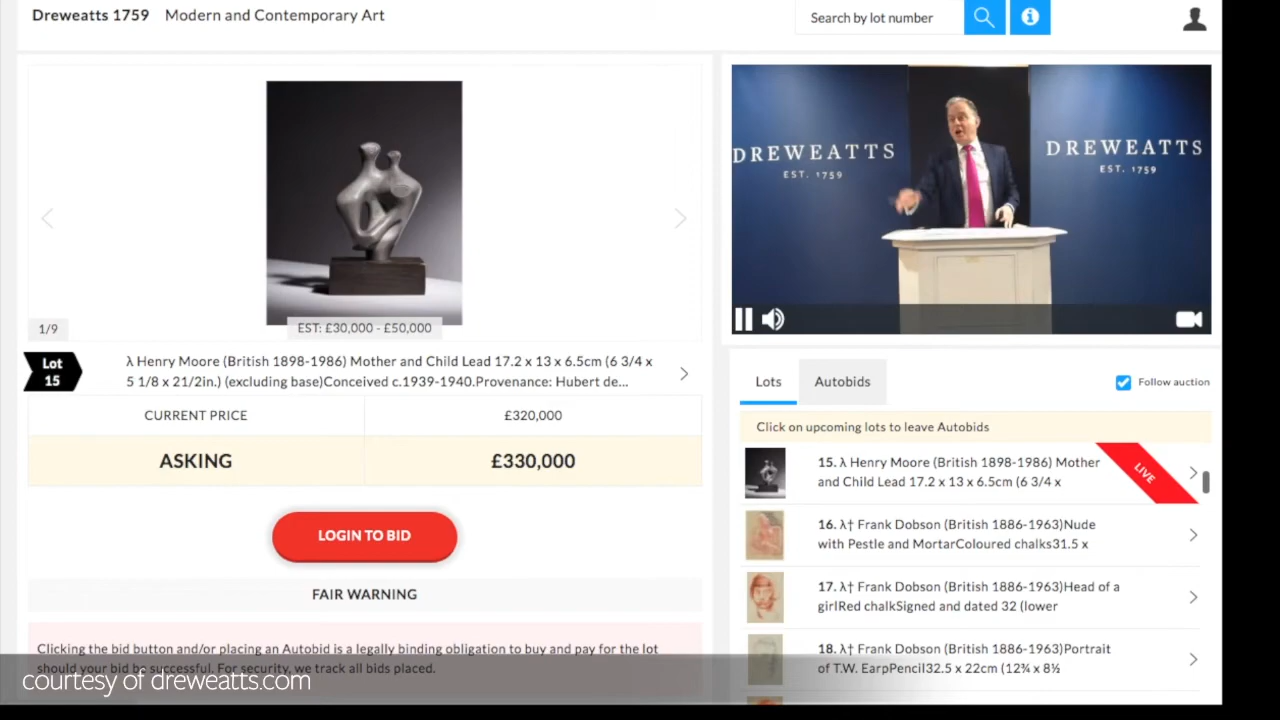 Dreweatts 1759 Modern and Contemporary Art
Search by lot number
DREWEATTS
EST. 1759
DREWEATTS
EST. 1759
1/9
EST: £30,000 - £50,000
Lot
15
λ Henry Moore (British 1898-1986) Mother and Child Lead 17.2 x 13 x 6.5cm (6 3/4 x
5 1/8 x 21/2in.) (excluding base)Conceived c.1939-1940.Provenance: Hubert de...
CURRENT PRICE £320,000
ASKING £330,000
LOGIN TO BID
FAIR WARNING
Clicking the bid button and/or placing an Autobid is a legally binding obligation to buy and pay for the lot
should your bid be successful. For security, we track all bids placed.
Lots Autobids
Follow auction
Click on upcoming lots to leave Autobids
15. λ Henry Moore (British 1898-1986) Mother
and Child Lead 17.2 x 13 x 6.5cm (6 3/4 x
LIVE
16. λ† Frank Dobson (British 1886-1963)Nude
with Pestle and MortarColoured chalks31.5 x
17. λ† Frank Dobson (British 1886-1963)Head of a
girlRed chalkSigned and dated 32 (lower
18. λ† Frank Dobson (British 1886-1963)Portrait
of T.W. EarpPencil32.5 x 22cm (12¾ x 8½
courtesy of dreweatts.com